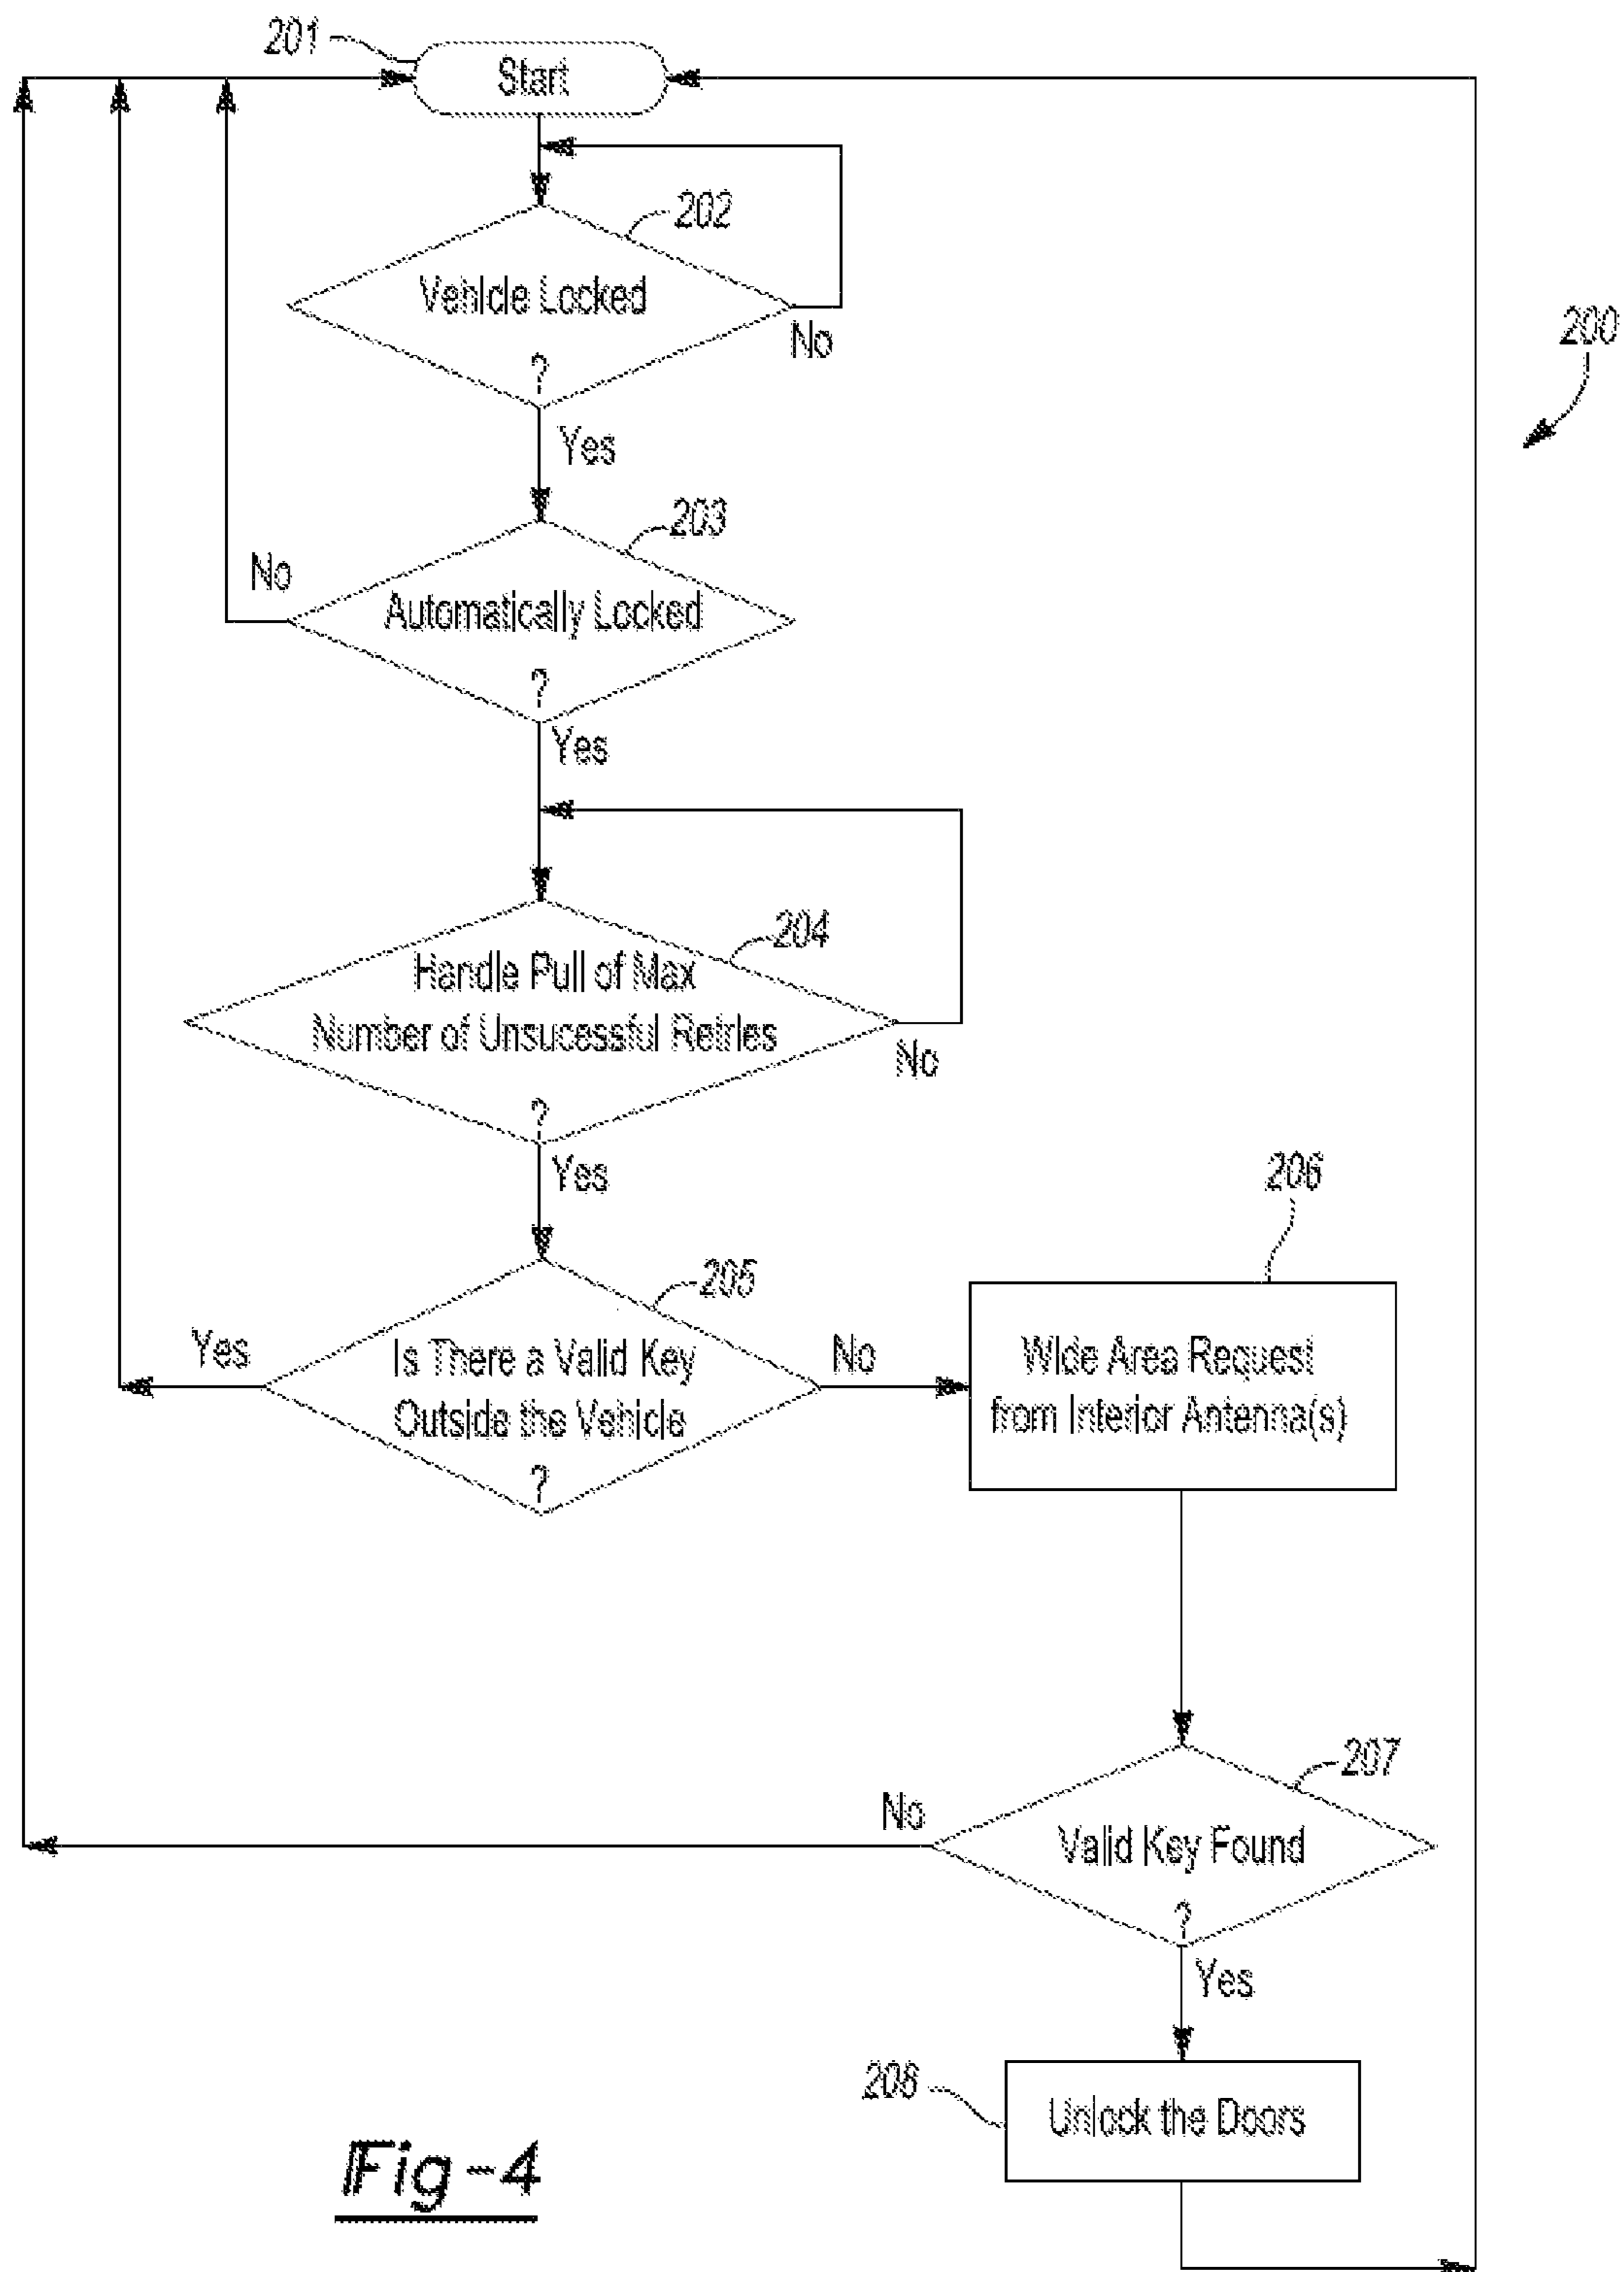 201
Start
202
Vehicle Locked
?
No
200
Yes
203
No
Automatically Locked
?
Yes
204
Handle Pull of Max
Number of Unsucessful Retries
?
No
Yes
206
205
Yes
Is There a Valid Key
Outside the Vehicle
?
No
Wide Area Request
from Interior Antenna(s)
207
No
Valid Key Found
?
Yes
208
Unlock the Doors
Fig-4